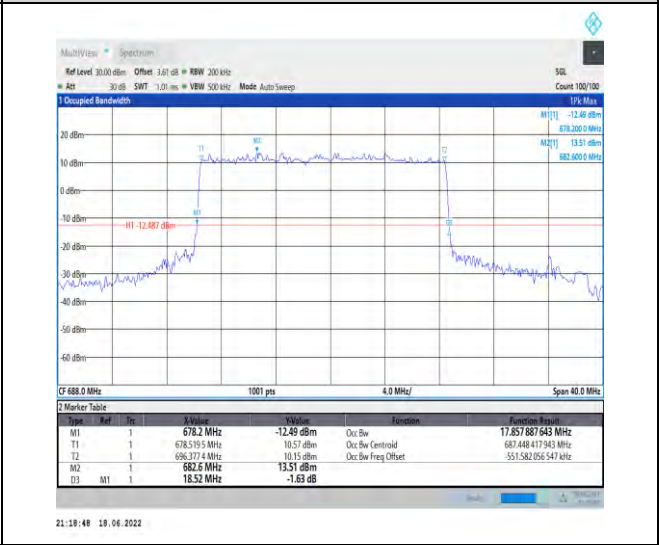 MultiView Spectrum
Ref Level 30.00 dBm Offset 3.61 dB RBW 200 kHz SGL
Att 30 dB SWT 1.01 ms VBW 500 kHz Mode Auto Sweep Count 100/100
1 Occupied Bandwidth 1Pk Max
M1[1] -12.49 dBm
678.200 0 MHz
M2[1] 13.51 dBm
682.600 0 MHz
20 dBm
M2
T1
T2
10 dBm
0 dBm
-10 dBm
M1
H1 -12.487 dBm
D3
-20 dBm
-30 dBm
-40 dBm
-50 dBm
-60 dBm
CF 688.0 MHz 1001 pts 4.0 MHz/ Span 40.0 MHz
2 Marker Table
Type Ref Trc X-Value Y-Value Function Function Result
M1 1 678.2 MHz -12.49 dBm Occ Bw 17.857 887 643 MHz
T1 1 678.519 5 MHz 10.57 dBm Occ Bw Centroid 687.448 417 943 MHz
T2 1 696.377 4 MHz 10.15 dBm Occ Bw Freq Offset -551.582 056 547 kHz
M2 1 682.6 MHz 13.51 dBm
D3 M1 1 18.52 MHz -1.63 dB
21:18:48 18.06.2022